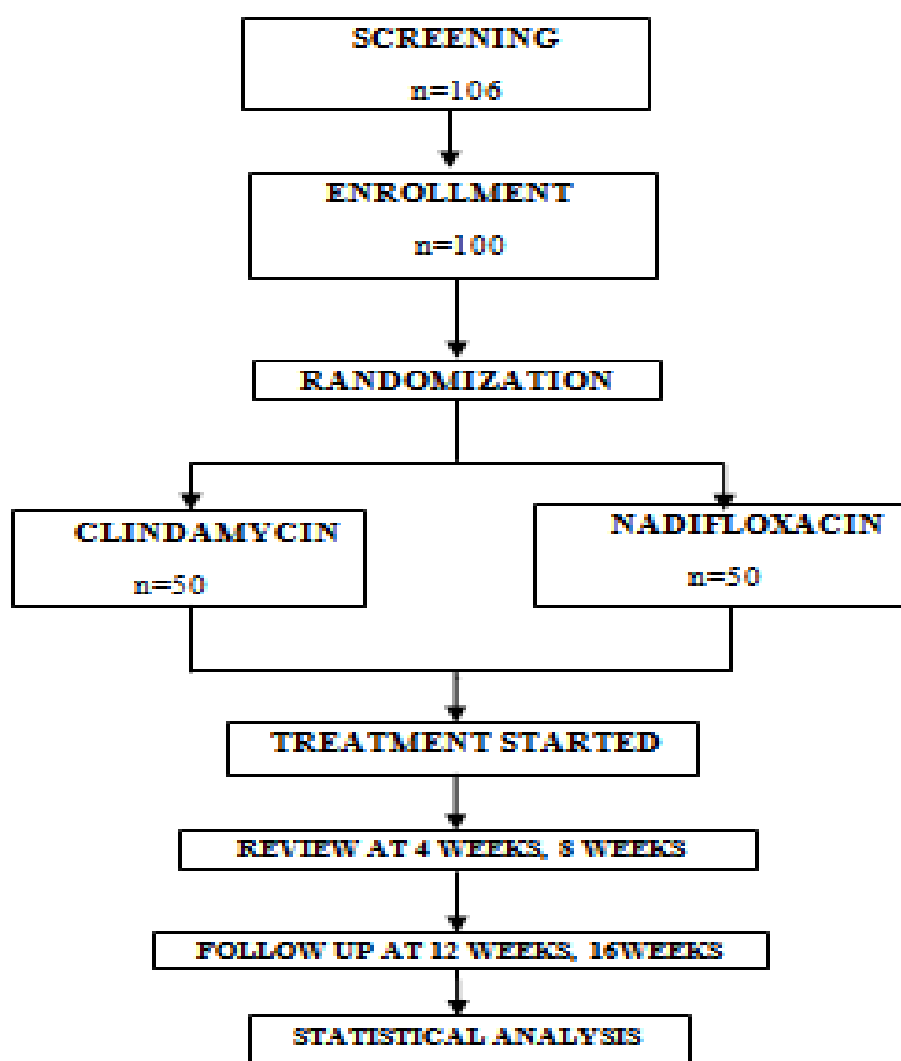 SCREENING
n=106
ENROLLMENT
n=100
RANDOMIZATION
CLINDAMYCIN
n=50
NADIFLOXACIN
n=50
TREATMENT STARTED
REVIEW AT 4 WEEKS, 8 WEEKS
FOLLOW UP AT 12 WEEKS, 16WEEKS
STATISTICAL ANALYSIS